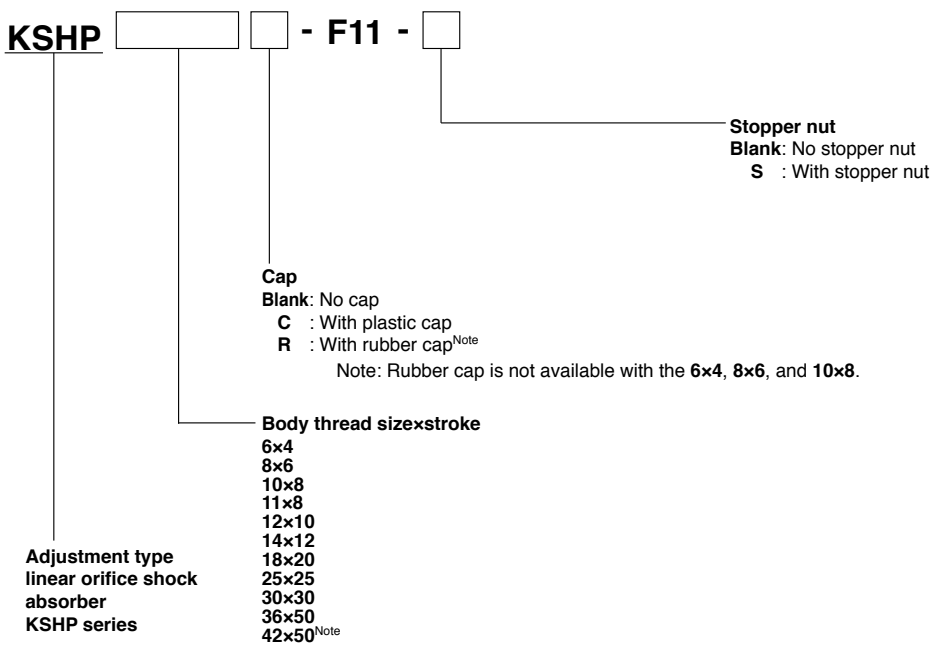 KSHP - F11 -
Stopper nut
Blank: No stopper nut
S : With stopper nut
Cap
Blank: No cap
C : With plastic cap
R : With rubber capNote
Note: Rubber cap is not available with the 6×4, 8×6, and 10×8.
Body thread size×stroke
6×4
8×6
10×8
11×8
12×10
14×12
18×20
25×25
30×30
36×50
42×50Note
Adjustment type
linear orifice shock
absorber
KSHP series